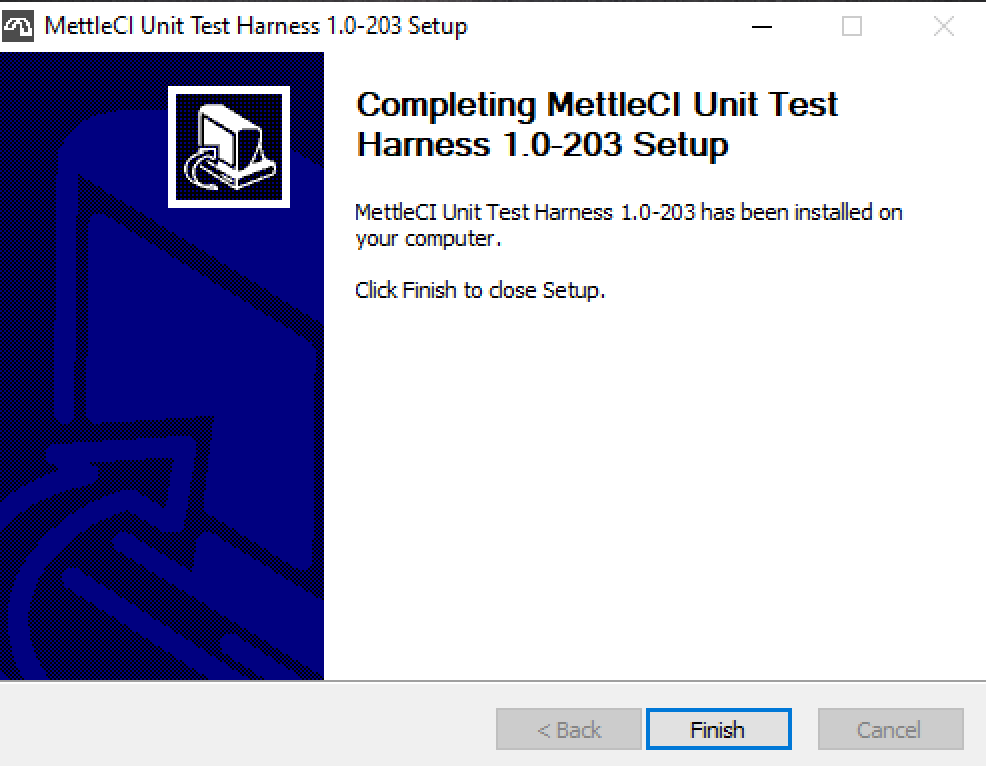 MettleCI Unit Test Harness 1.0-203 Setup
Completing MettleCI Unit Test
Harness 1.0-203 Setup
MettleCI Unit Test Harness 1.0-203 has been installed on
your computer.
Click Finish to close Setup.
< Back
Finish
Cancel